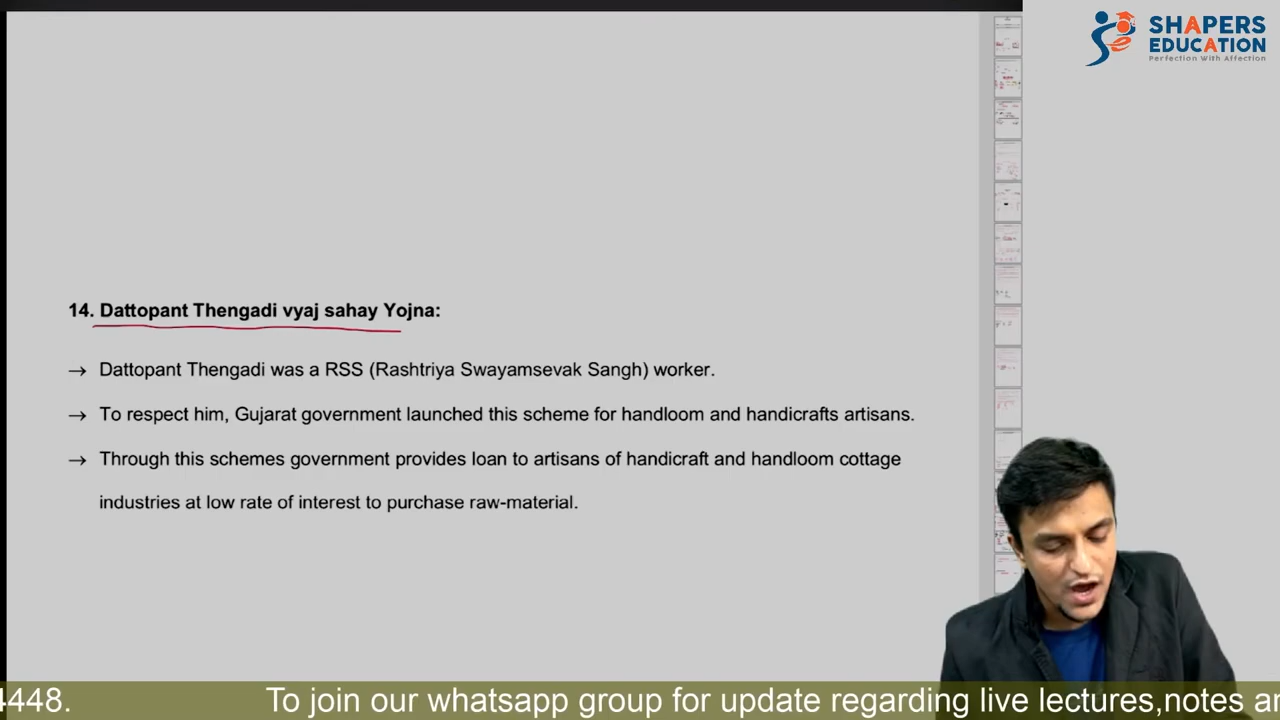 SHAPERS
EDUCATION
Perfection With Affection
14. Dattopant Thengadi vyaj sahay Yojna:
→ Dattopant Thengadi was a RSS (Rashtriya Swayamsevak Sangh) worker.
→ To respect him, Gujarat government launched this scheme for handloom and handicrafts artisans.
→ Through this schemes government provides loan to artisans of handicraft and handloom cottage
industries at low rate of interest to purchase raw-material.
4448. To join our whatsapp group for update regarding live lectures,notes